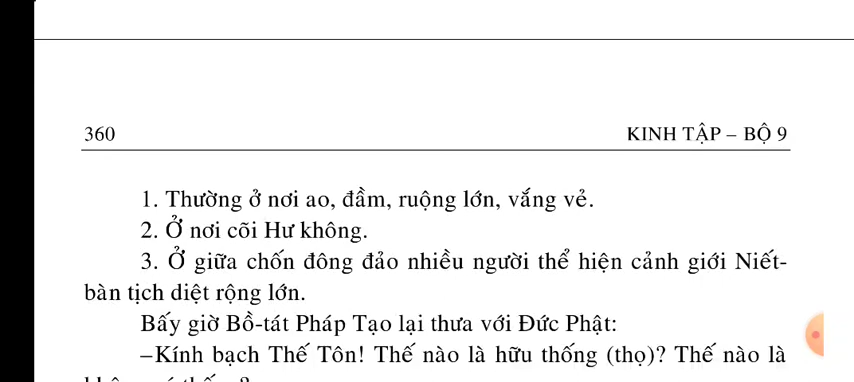 360 KINH TẬP – BỘ 9
1. Thường ở nơi ao, đầm, ruộng lớn, vắng vẻ.
2. Ở nơi cõi Hư không.
3. Ở giữa chốn đông đảo nhiều người thể hiện cảnh giới Niết-
bàn tịch diệt rộng lớn.
Bấy giờ Bồ-tát Pháp Tạo lại thưa với Đức Phật:
–Kính bạch Thế Tôn! Thế nào là hữu thống (thọ)? Thế nào là